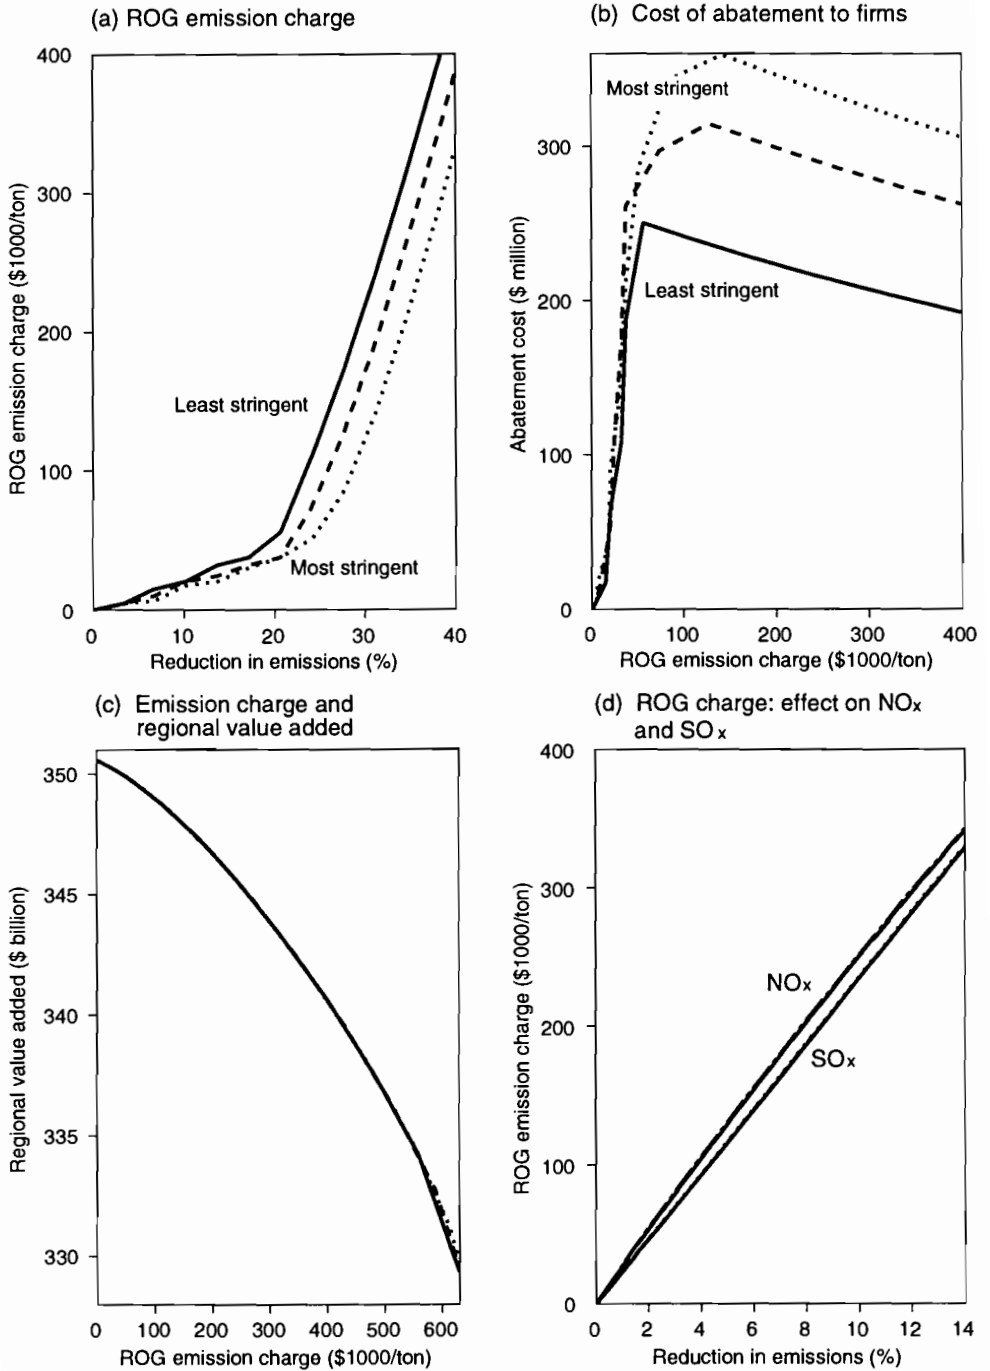 (a) ROG emission charge
400
300
200
100
0
ROG emission charge ($1000/ton)
Least stringent
Most stringent
0 10 20 30 40
Reduction in emissions (%)
(b) Cost of abatement to firms
300
200
100
0
Abatement cost ($ million)
Most stringent
Least stringent
0 100 200 300 400
ROG emission charge ($1000/ton)
(c) Emission charge and
regional value added
350
345
340
335
330
Regional value added ($ billion)
0 100 200 300 400 500 600
ROG emission charge ($1000/ton)
(d) ROG charge: effect on NOx
and SOx
400
300
200
100
0
ROG emission charge ($1000/ton)
NOx
SOx
0 2 4 6 8 10 12 14
Reduction in emissions (%)